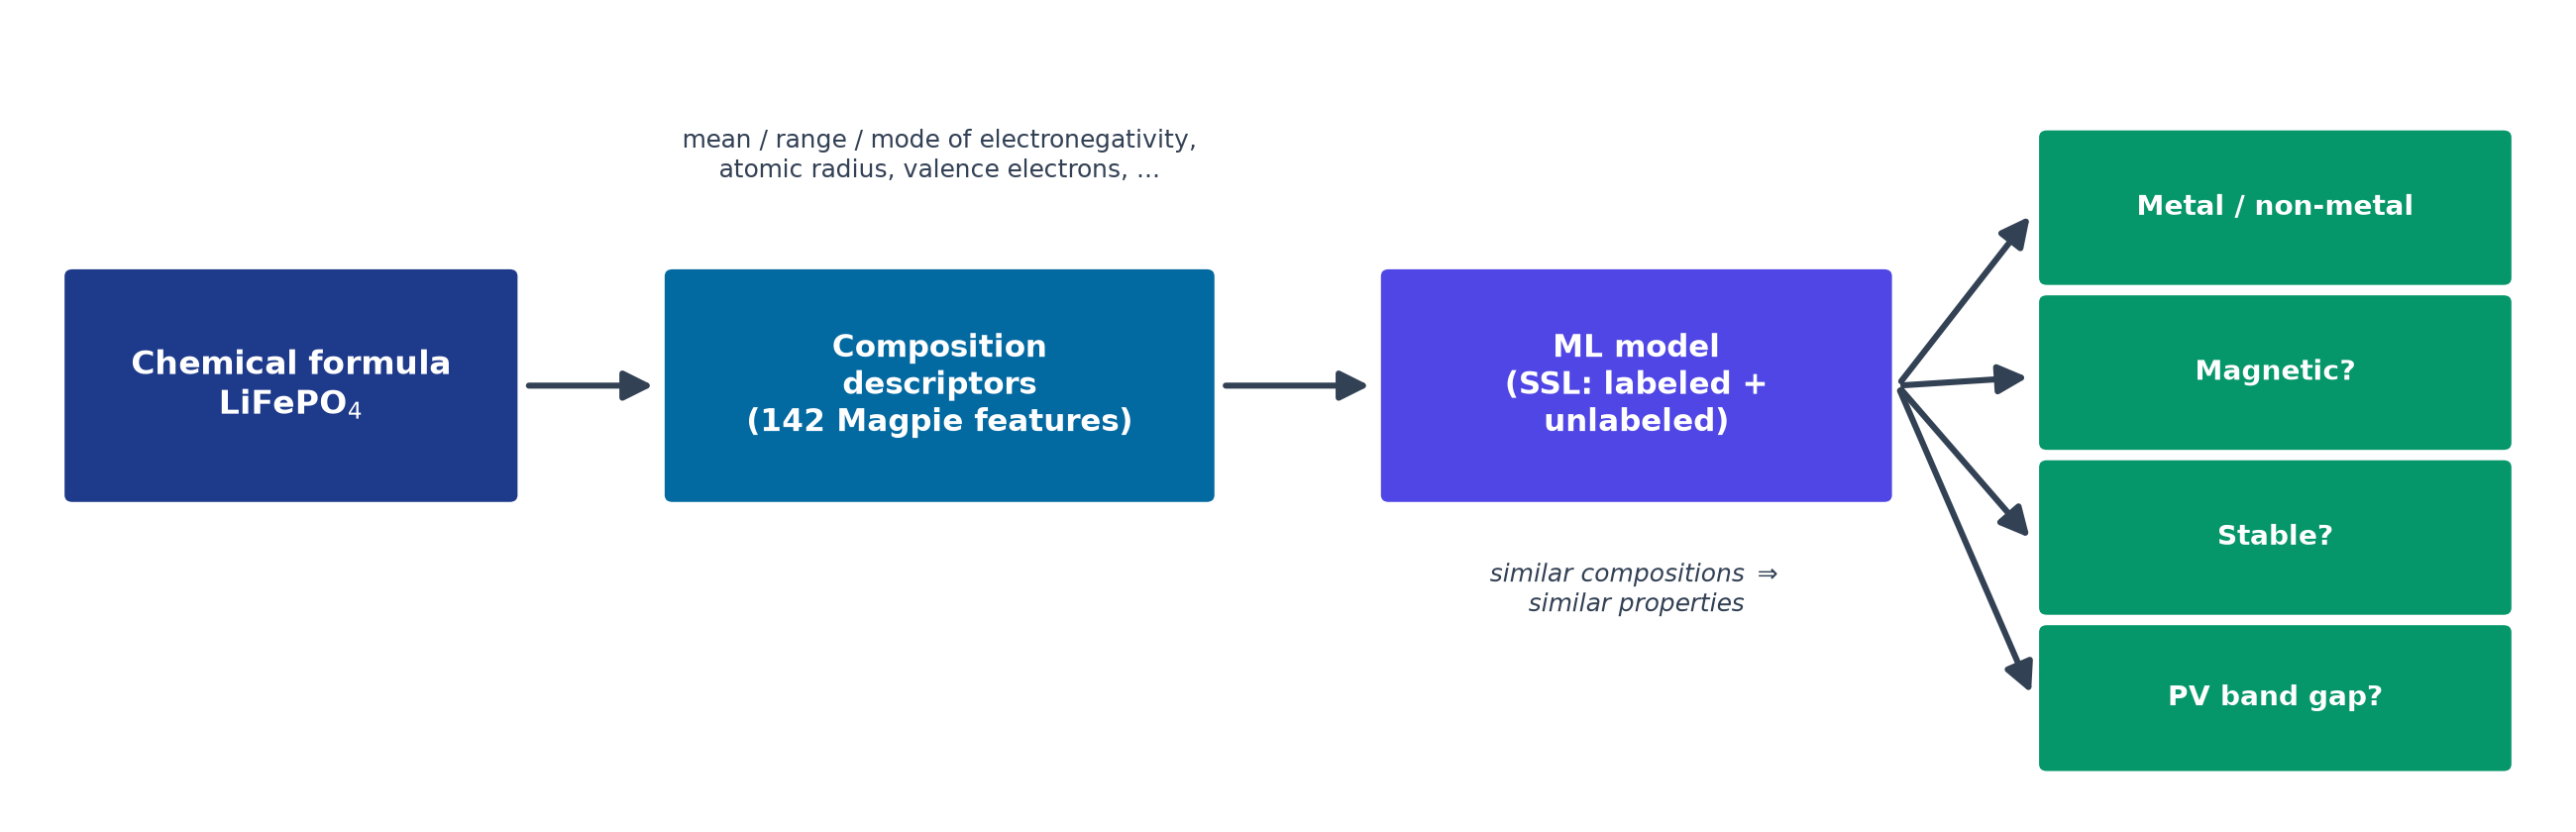 mean / range / mode of electronegativity,
atomic radius, valence electrons, ...
Chemical formula
LiFePO₄
Composition
descriptors
(142 Magpie features)
ML model
(SSL: labeled +
unlabeled)
similar compositions ⇒
similar properties
Metal / non-metal
Magnetic?
Stable?
PV band gap?